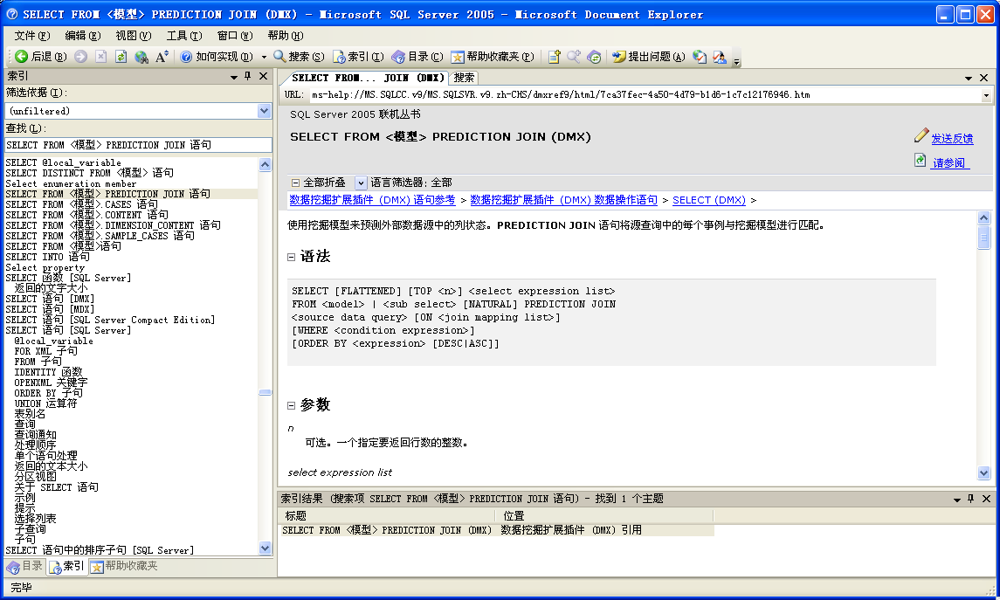 SELECT FROM <模型> PREDICTION JOIN (DMX) - Microsoft SQL Server 2005 - Microsoft Document Explorer
文件(F) 编辑(E) 视图(V) 工具(T) 窗口(W) 帮助(H)
后退(B) 如何实现(D) 搜索(S) 索引(I) 目录(C) 帮助收藏夹(P) 提出问题(A)
索引
筛选依据(I):
(unfiltered)
查找(L):
SELECT FROM <模型> PREDICTION JOIN 语句
SELECT @local_variable
SELECT DISTINCT FROM <模型> 语句
Select enumeration member
SELECT FROM <模型> PREDICTION JOIN 语句
SELECT FROM <模型>.CASES 语句
SELECT FROM <模型>.CONTENT 语句
SELECT FROM <模型>.DIMENSION_CONTENT 语句
SELECT FROM <模型>.SAMPLE_CASES 语句
SELECT FROM <模型>语句
SELECT INTO 语句
Select property
SELECT 函数 [SQL Server]
返回的文字大小
SELECT 语句 [DMX]
SELECT 语句 [MDX]
SELECT 语句 [SQL Server Compact Edition]
SELECT 语句 [SQL Server]
@local_variable
FOR XML 子句
FROM 子句
IDENTITY 函数
OPENXML 关键字
ORDER BY 子句
UNION 运算符
表别名
查询
查询通知
处理顺序
单个语句处理
返回的文本大小
分区视图
关于 SELECT 语句
示例
提示
选择列表
子查询
子句
SELECT 语句中的排序子句 [SQL Server]
目录 索引 帮助收藏夹
完毕
SELECT FROM... JOIN (DMX) 搜索
URL: ms-help://MS.SQLCC.v9/MS.SQLSVR.v9.zh-CHS/dmxref9/html/7ca37fec-4a50-4d79-b1d6-1c7c12176946.htm
SQL Server 2005 联机丛书
SELECT FROM <模型> PREDICTION JOIN (DMX)
发送反馈
请参阅
全部折叠 语言筛选器: 全部
数据挖掘扩展插件 (DMX) 语句参考 > 数据挖掘扩展插件 (DMX) 数据操作语句 > SELECT (DMX) >
使用挖掘模型来预测外部数据源中的列状态。PREDICTION JOIN 语句将源查询中的每个事例与挖掘模型进行匹配。
语法
SELECT [FLATTENED] [TOP <n>] <select expression list>
FROM <model> | <sub select> [NATURAL] PREDICTION JOIN
<source data query> [ON <join mapping list>]
[WHERE <condition expression>]
[ORDER BY <expression> [DESC|ASC]]
参数
n
可选。一个指定要返回行数的整数。
select expression list
索引结果 (搜索项 SELECT FROM <模型> PREDICTION JOIN 语句) - 找到 1 个主题
标题 位置
SELECT FROM <模型> PREDICTION JOIN (DMX) 数据挖掘扩展插件 (DMX) 引用